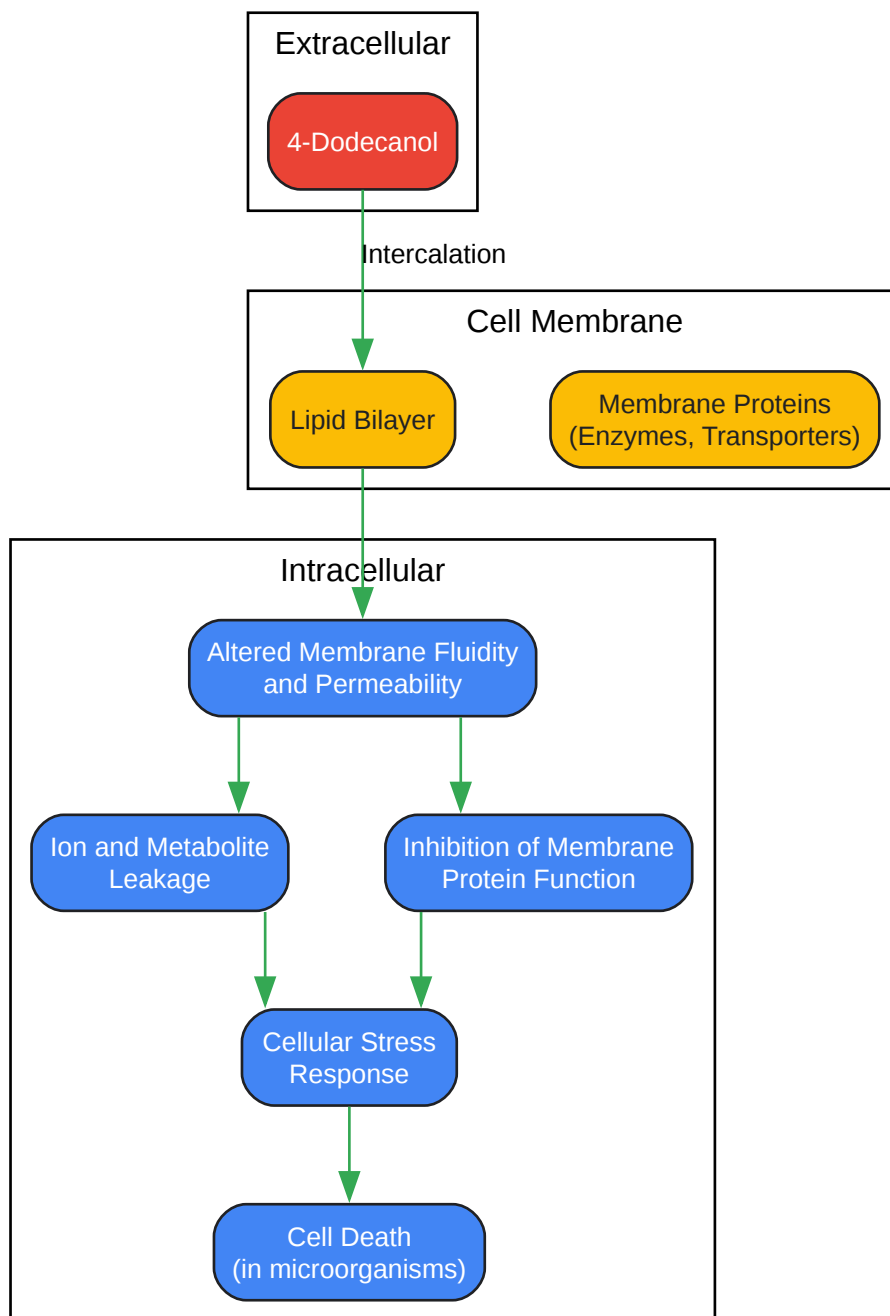 Extracellular
4-Dodecanol
Intercalation
Cell Membrane
Lipid Bilayer
Membrane Proteins
(Enzymes, Transporters)
Intracellular
Altered Membrane Fluidity
and Permeability
Ion and Metabolite
Leakage
Inhibition of Membrane
Protein Function
Cellular Stress
Response
Cell Death
(in microorganisms)